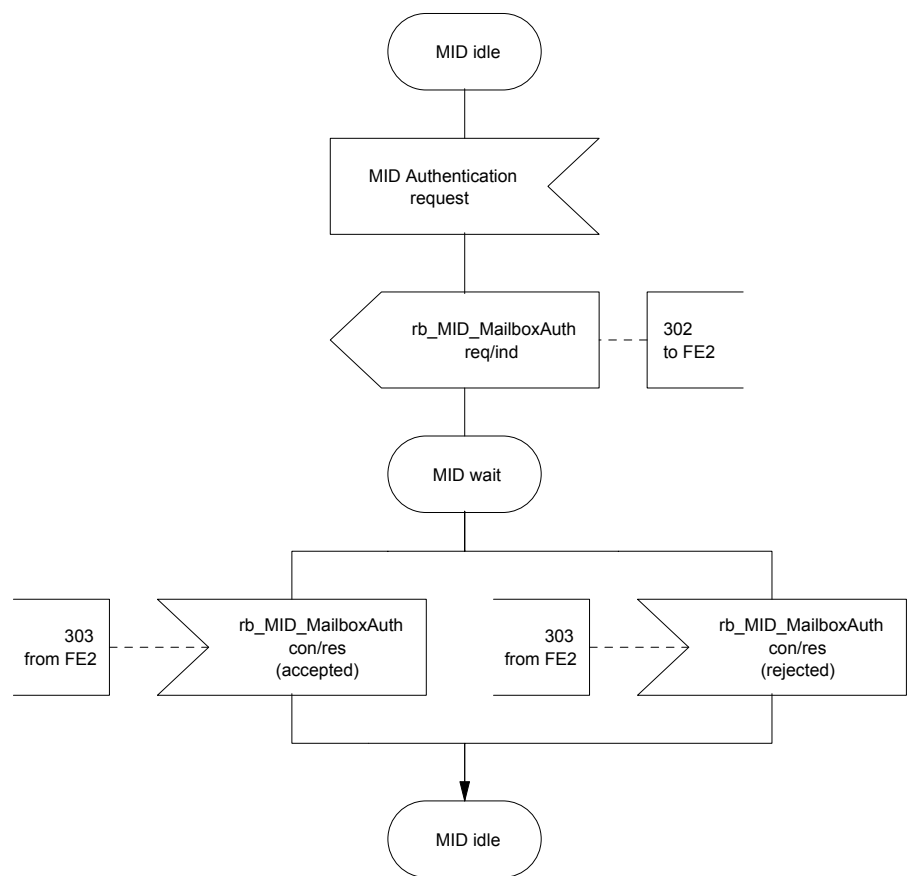 MID idle
MID Authentication
request
rb_MID_MailboxAuth
req/ind
302
to FE2
MID wait
303
from FE2
rb_MID_MailboxAuth
con/res
(accepted)
303
from FE2
rb_MID_MailboxAuth
con/res
(rejected)
MID idle